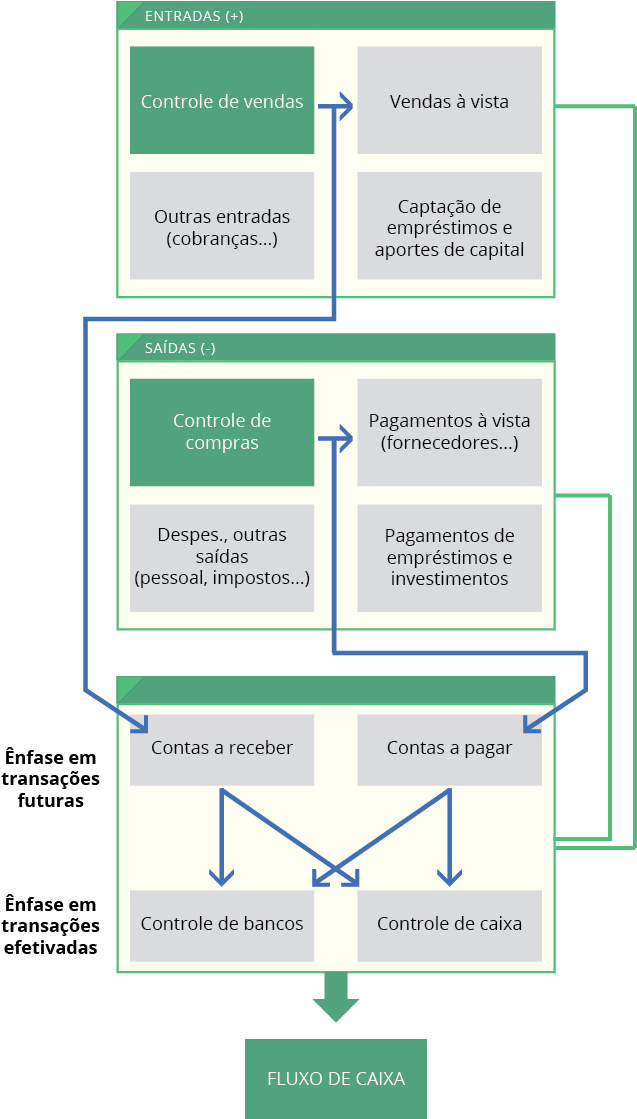 ENTRADAS (+)
Controle de vendas
Vendas à vista
Outras entradas
(cobranças...)
Captação de
empréstimos e
aportes de capital
SAÍDAS (-)
Controle de
compras
Pagamentos à vista
(fornecedores...)
Despes., outras
saídas
(pessoal, impostos...)
Pagamentos de
empréstimos e
investimentos
Ênfase em
transações
futuras
Contas a receber
Contas a pagar
Ênfase em
transações
efetivadas
Controle de bancos
Controle de caixa
FLUXO DE CAIXA